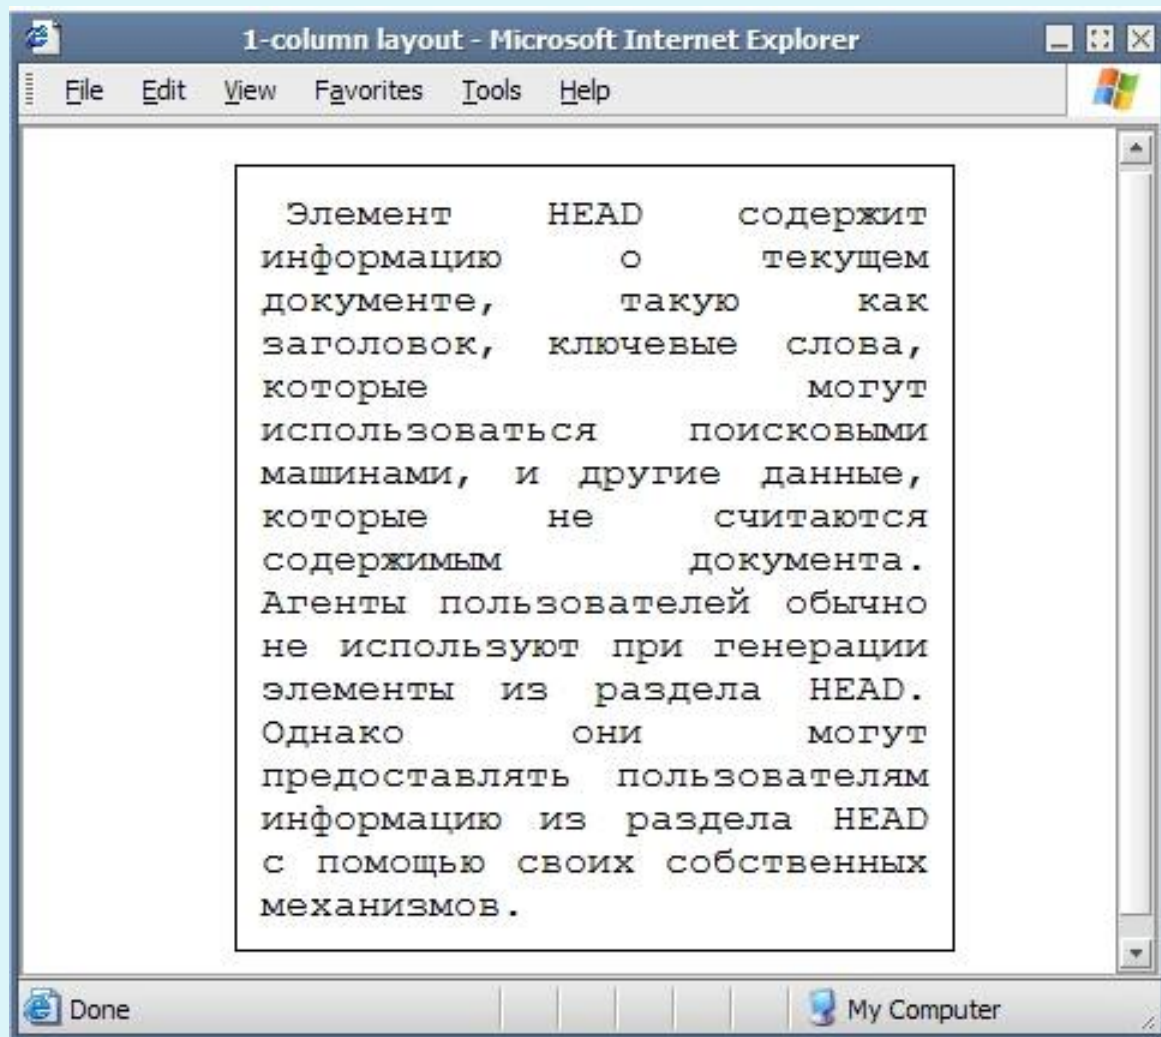 1-column layout - Microsoft Internet Explorer
File Edit View Favorites Tools Help
Элемент HEAD содержит
информацию о текущем
документе, такую как
заголовок, ключевые слова,
которые могут
использоваться поисковыми
машинами, и другие данные,
которые не считаются
содержимым документа.
Агенты пользователей обычно
не используют при генерации
элементы из раздела HEAD.
Однако они могут
предоставлять пользователям
информацию из раздела HEAD
с помощью своих собственных
механизмов.
Done My Computer